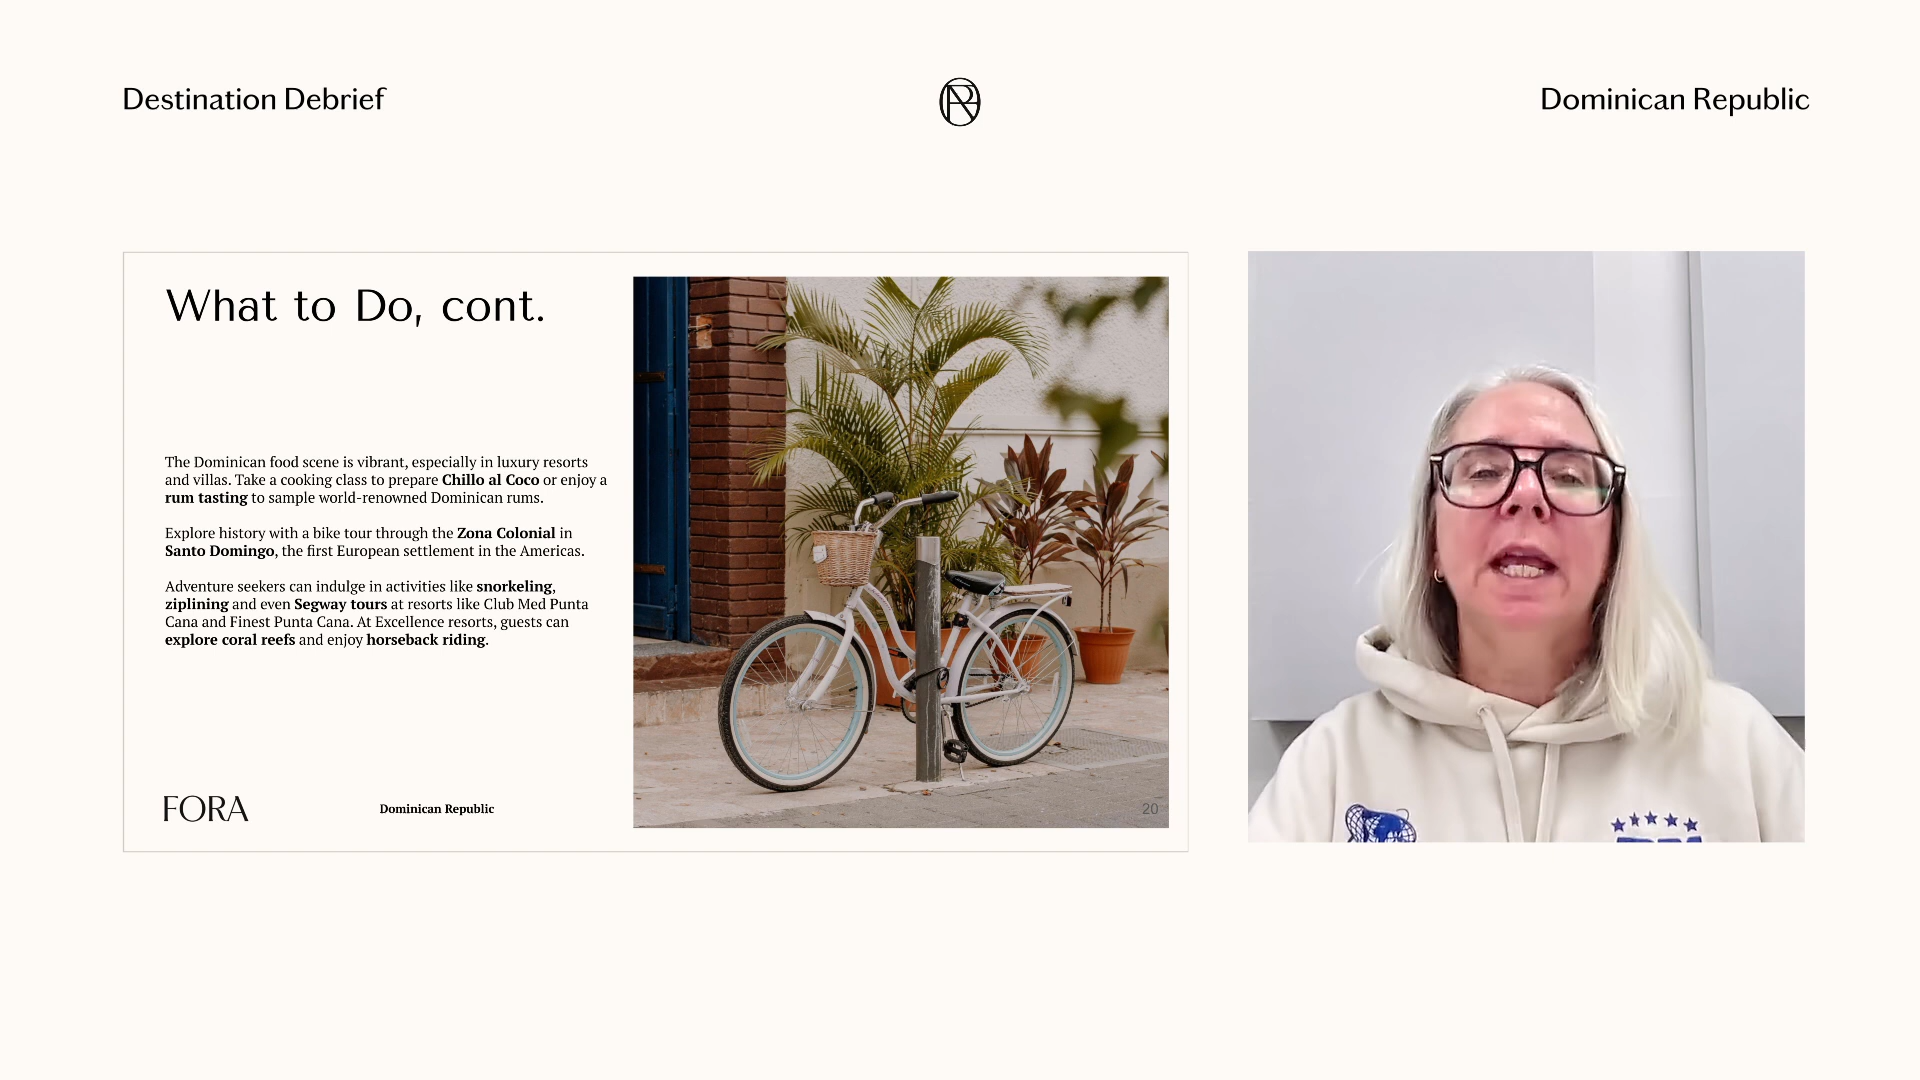 Destination Debrief
Dominican Republic
What to Do, cont.
The Dominican food scene is vibrant, especially in luxury resorts
and villas. Take a cooking class to prepare Chillo al Coco or enjoy a
rum tasting to sample world-renowned Dominican rums.
Explore history with a bike tour through the Zona Colonial in
Santo Domingo, the first European settlement in the Americas.
Adventure seekers can indulge in activities like snorkeling,
ziplining and even Segway tours at resorts like Club Med Punta
Cana and Finest Punta Cana. At Excellence resorts, guests can
explore coral reefs and enjoy horseback riding.
FORA
Dominican Republic
20